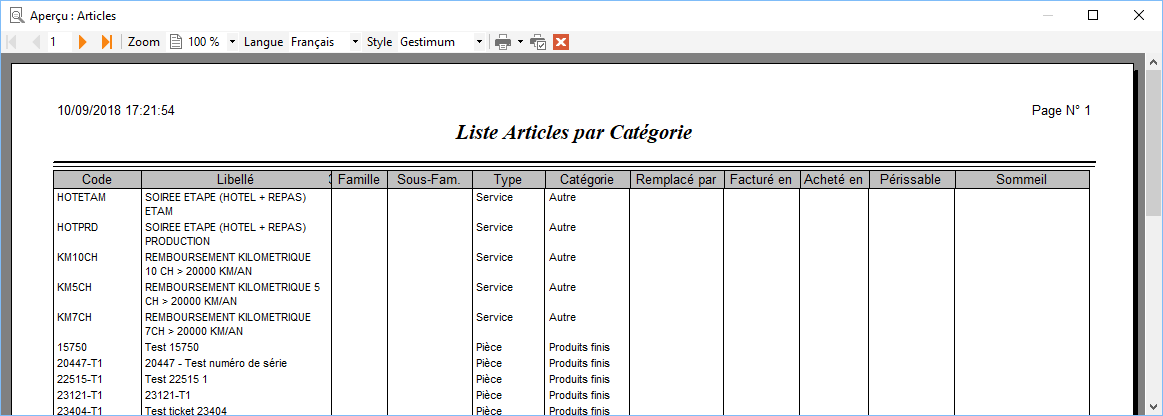 Aperçu : Articles
1 Zoom 100 % Langue Français Style Gestimum
10/09/2018 17:21:54 Page N° 1
Liste Articles par Catégorie
Code Libellé Famille Sous-Fam. Type Catégorie Remplacé par Facturé en Acheté en Périssable Sommeil
HOTETAM SOIREE ETAPE (HOTEL + REPAS) Service Autre
ETAM
HOTPRD SOIREE ETAPE (HOTEL + REPAS) Service Autre
PRODUCTION
KM10CH REMBOURSEMENT KILOMETRIQUE Service Autre
10 CH > 20000 KM/AN
KM5CH REMBOURSEMENT KILOMETRIQUE 5 Service Autre
CH > 20000 KM/AN
KM7CH REMBOURSEMENT KILOMETRIQUE Service Autre
7CH > 20000 KM/AN
15750 Test 15750 Pièce Produits finis
20447-T1 20447 - Test numéro de série Pièce Produits finis
22515-T1 Test 22515 1 Pièce Produits finis
23121-T1 23121-T1 Pièce Produits finis
23404-T1 Test ticket 23404 Pièce Produits finis